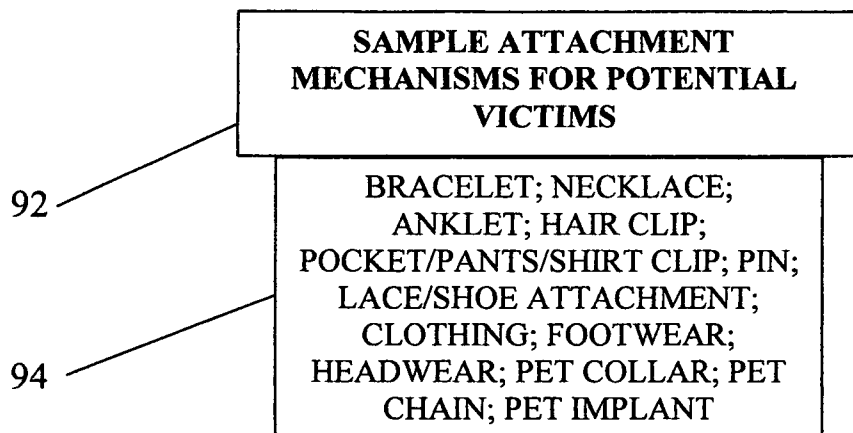 SAMPLE ATTACHMENT
MECHANISMS FOR POTENTIAL
VICTIMS
92
BRACELET; NECKLACE;
ANKLET; HAIR CLIP;
POCKET/PANTS/SHIRT CLIP; PIN;
LACE/SHOE ATTACHMENT;
CLOTHING; FOOTWEAR;
HEADWEAR; PET COLLAR; PET
CHAIN; PET IMPLANT
94